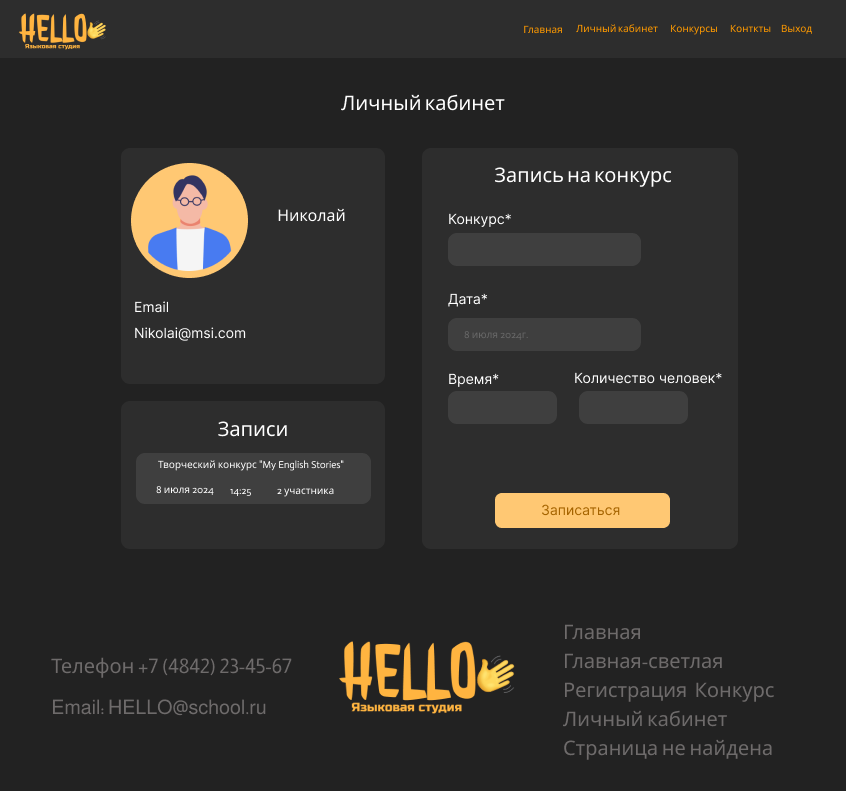 HELLO
Языковая студия
Главная Личный кабинет Конкурсы Конткты Выход
Личный кабинет
Николай
Email
Nikolai@msi.com
Записи
Творческий конкурс "My English Stories"
8 июля 2024 14:25 2 участника
Запись на конкурс
Конкурс*
Дата*
8 июля 2024г.
Время* Количество человек*
Записаться
Телефон +7 (4842) 23-45-67
Email: HELLO@school.ru
HELLO
Языковая студия
Главная
Главная-светлая
Регистрация Конкурс
Личный кабинет
Страница не найдена